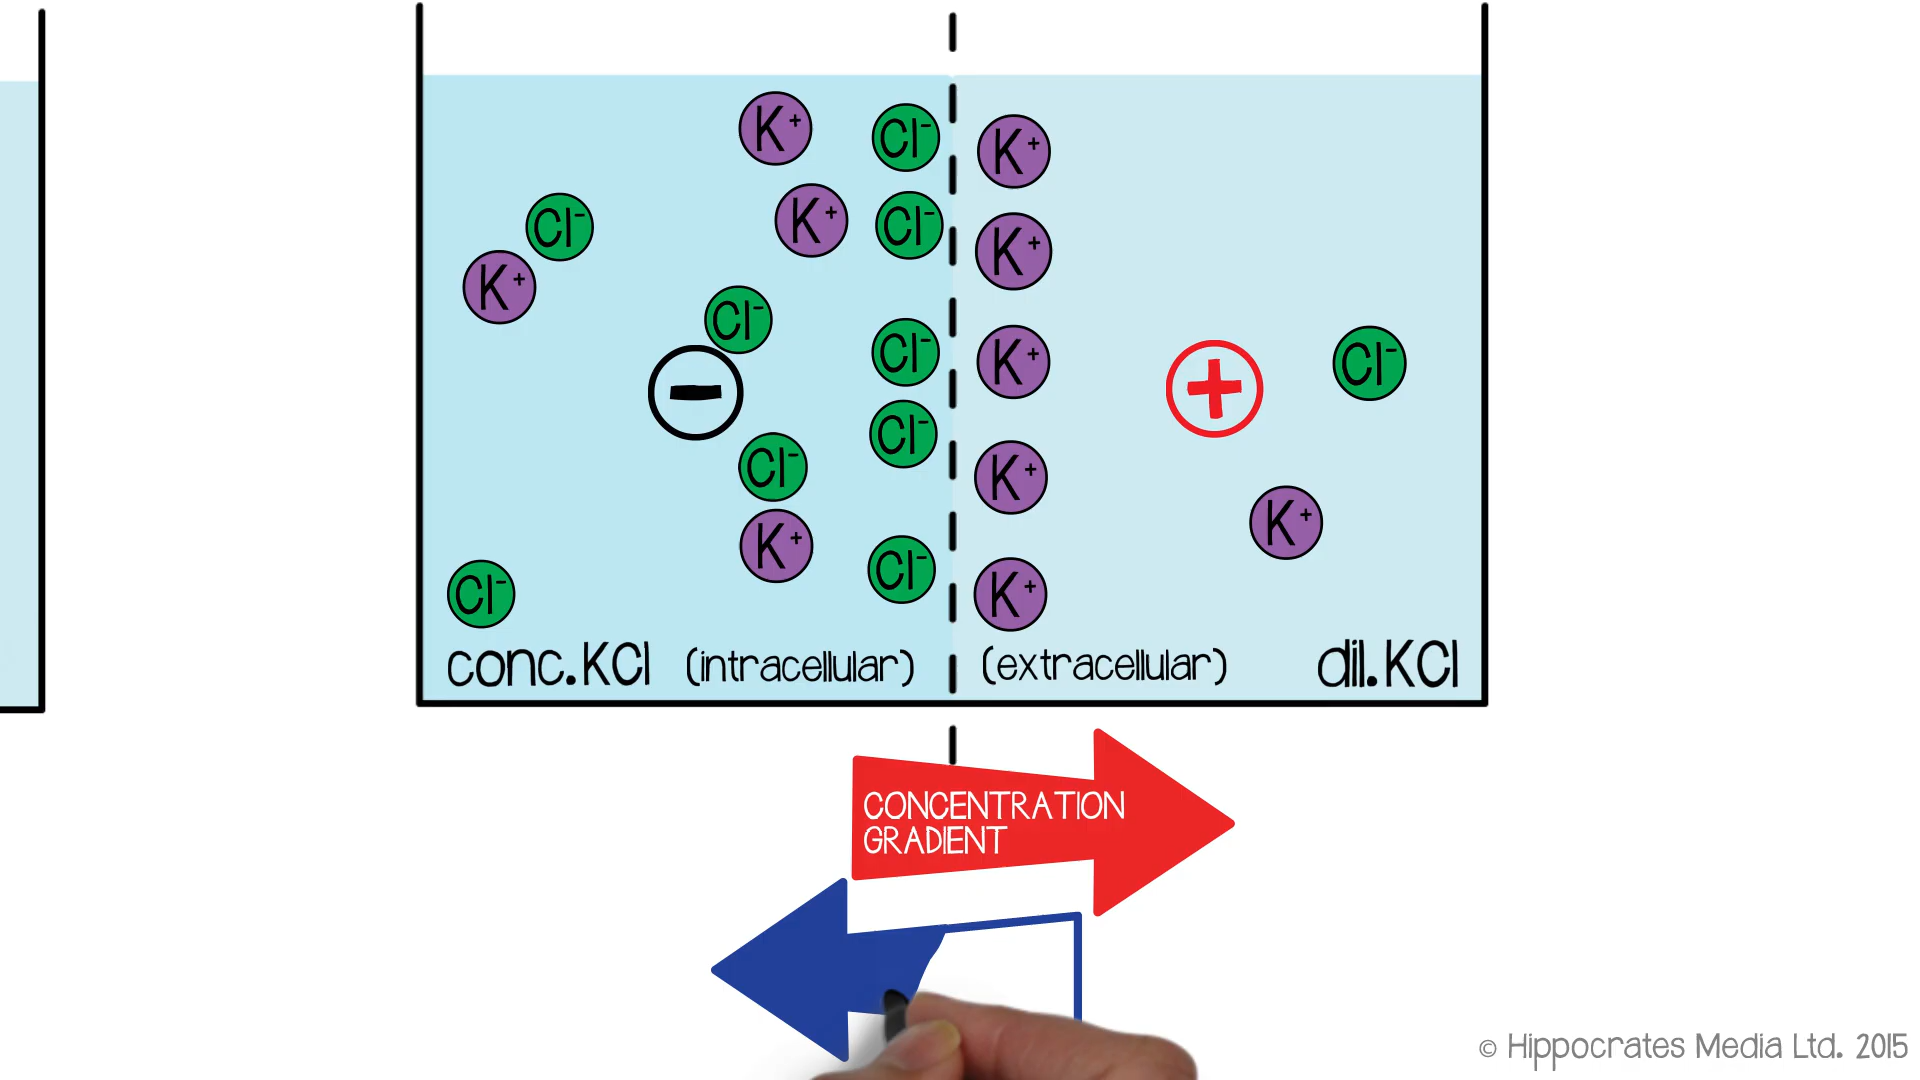 K+
Cl-
K+
K+
Cl-
Cl-
K+
Cl-
K+
K+
Cl-
Cl-
K+
Cl-
Cl-
Cl-
K+
K+
K+
Cl-
Cl-
K+
conc.KCl (intracellular) (extracellular) dil.KCl
CONCENTRATION
GRADIENT
© Hippocrates Media Ltd. 2015